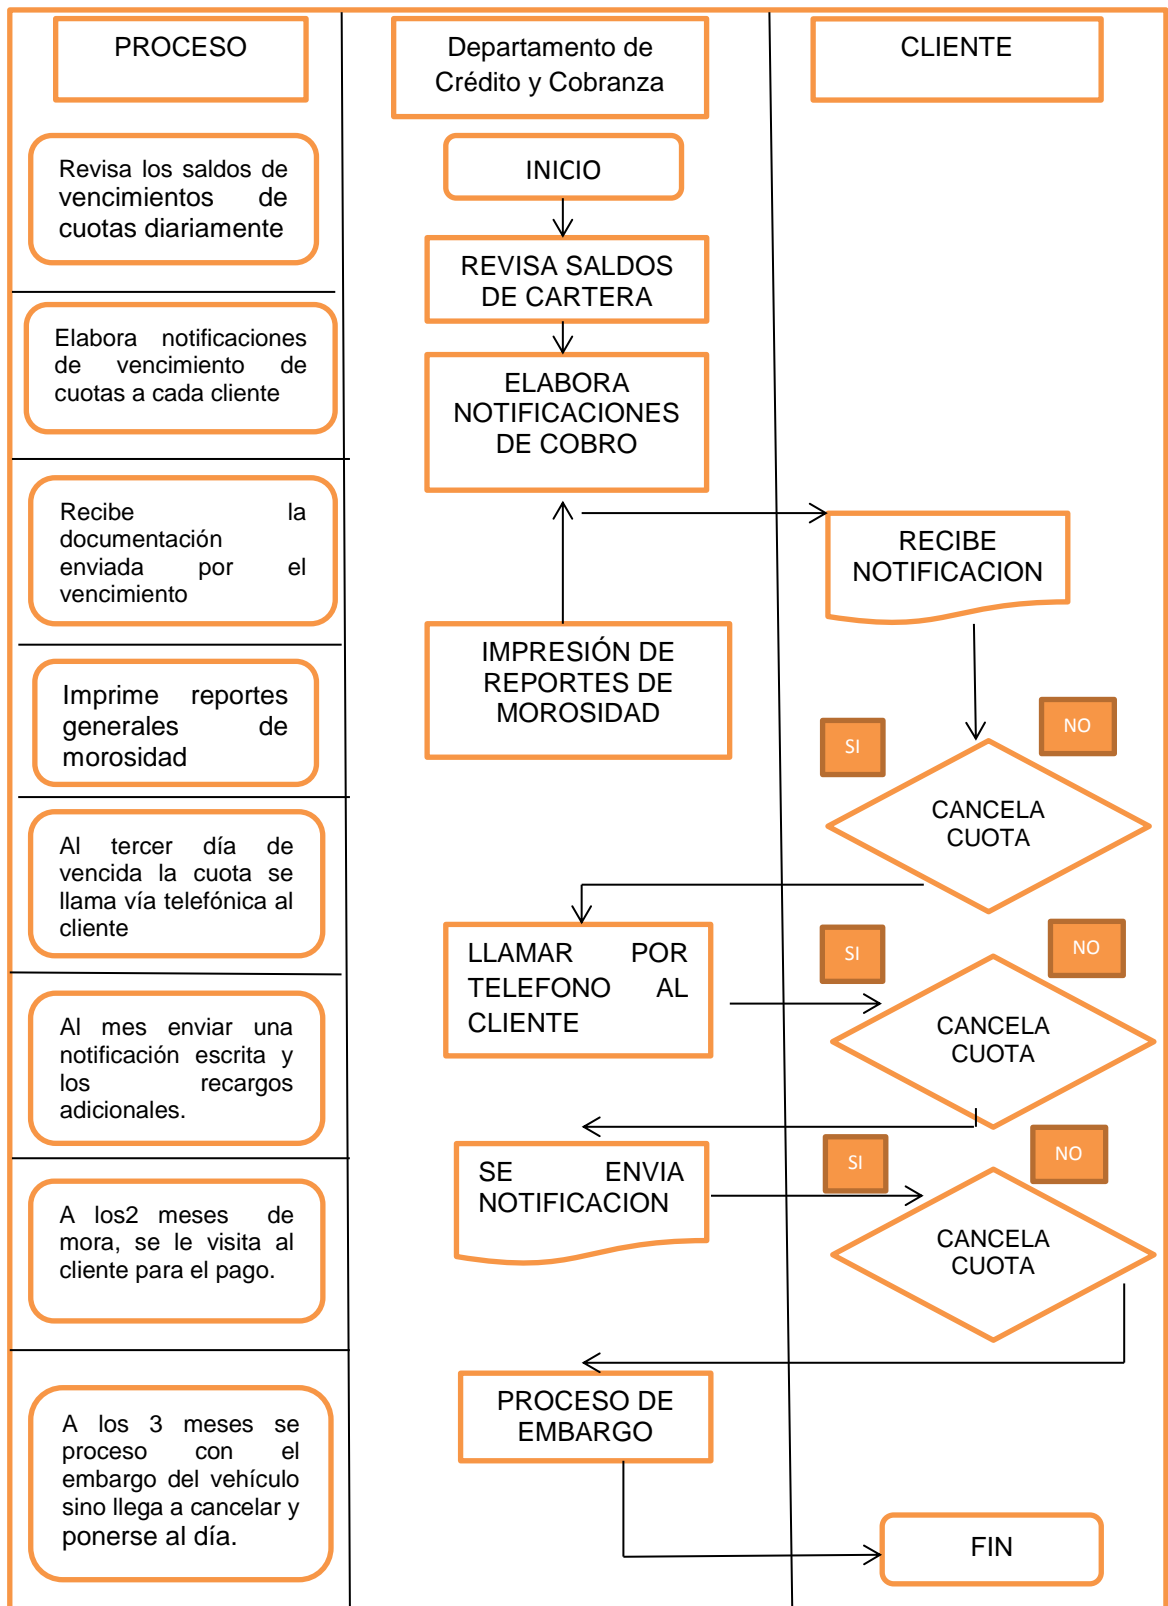 PROCESO
Departamento de
Crédito y Cobranza
CLIENTE
Revisa los saldos de
vencimientos de
cuotas diariamente
INICIO
REVISA SALDOS
DE CARTERA
Elabora notificaciones
de vencimiento de
cuotas a cada cliente
ELABORA
NOTIFICACIONES
DE COBRO
Recibe la
documentación
enviada por el
vencimiento
RECIBE
NOTIFICACION
Imprime reportes
generales de
morosidad
IMPRESIÓN DE
REPORTES DE
MOROSIDAD
SI
NO
CANCELA
CUOTA
Al tercer día de
vencida la cuota se
llama vía telefónica al
cliente
LLAMAR POR
TELEFONO AL
CLIENTE
SI
NO
CANCELA
CUOTA
Al mes enviar una
notificación escrita y
los recargos
adicionales.
SE ENVIA
NOTIFICACION
SI
NO
CANCELA
CUOTA
A los2 meses de
mora, se le visita al
cliente para el pago.
A los 3 meses se
proceso con el
embargo del vehículo
sino llega a cancelar y
ponerse al día.
PROCESO DE
EMBARGO
FIN